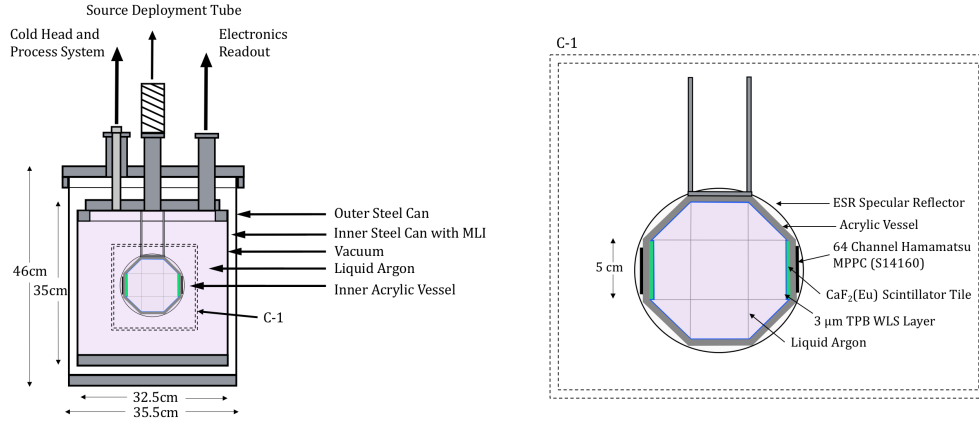 Source Deployment Tube
Cold Head and
Process System
Electronics
Readout
Outer Steel Can
Inner Steel Can with MLI
Vacuum
Liquid Argon
Inner Acrylic Vessel
C-1
46cm
35cm
32.5cm
35.5cm
C-1
ESR Specular Reflector
Acrylic Vessel
64 Channel Hamamatsu
MPPC (S14160)
5 cm
CaF₂(Eu) Scintillator Tile
3 μm TPB WLS Layer
Liquid Argon